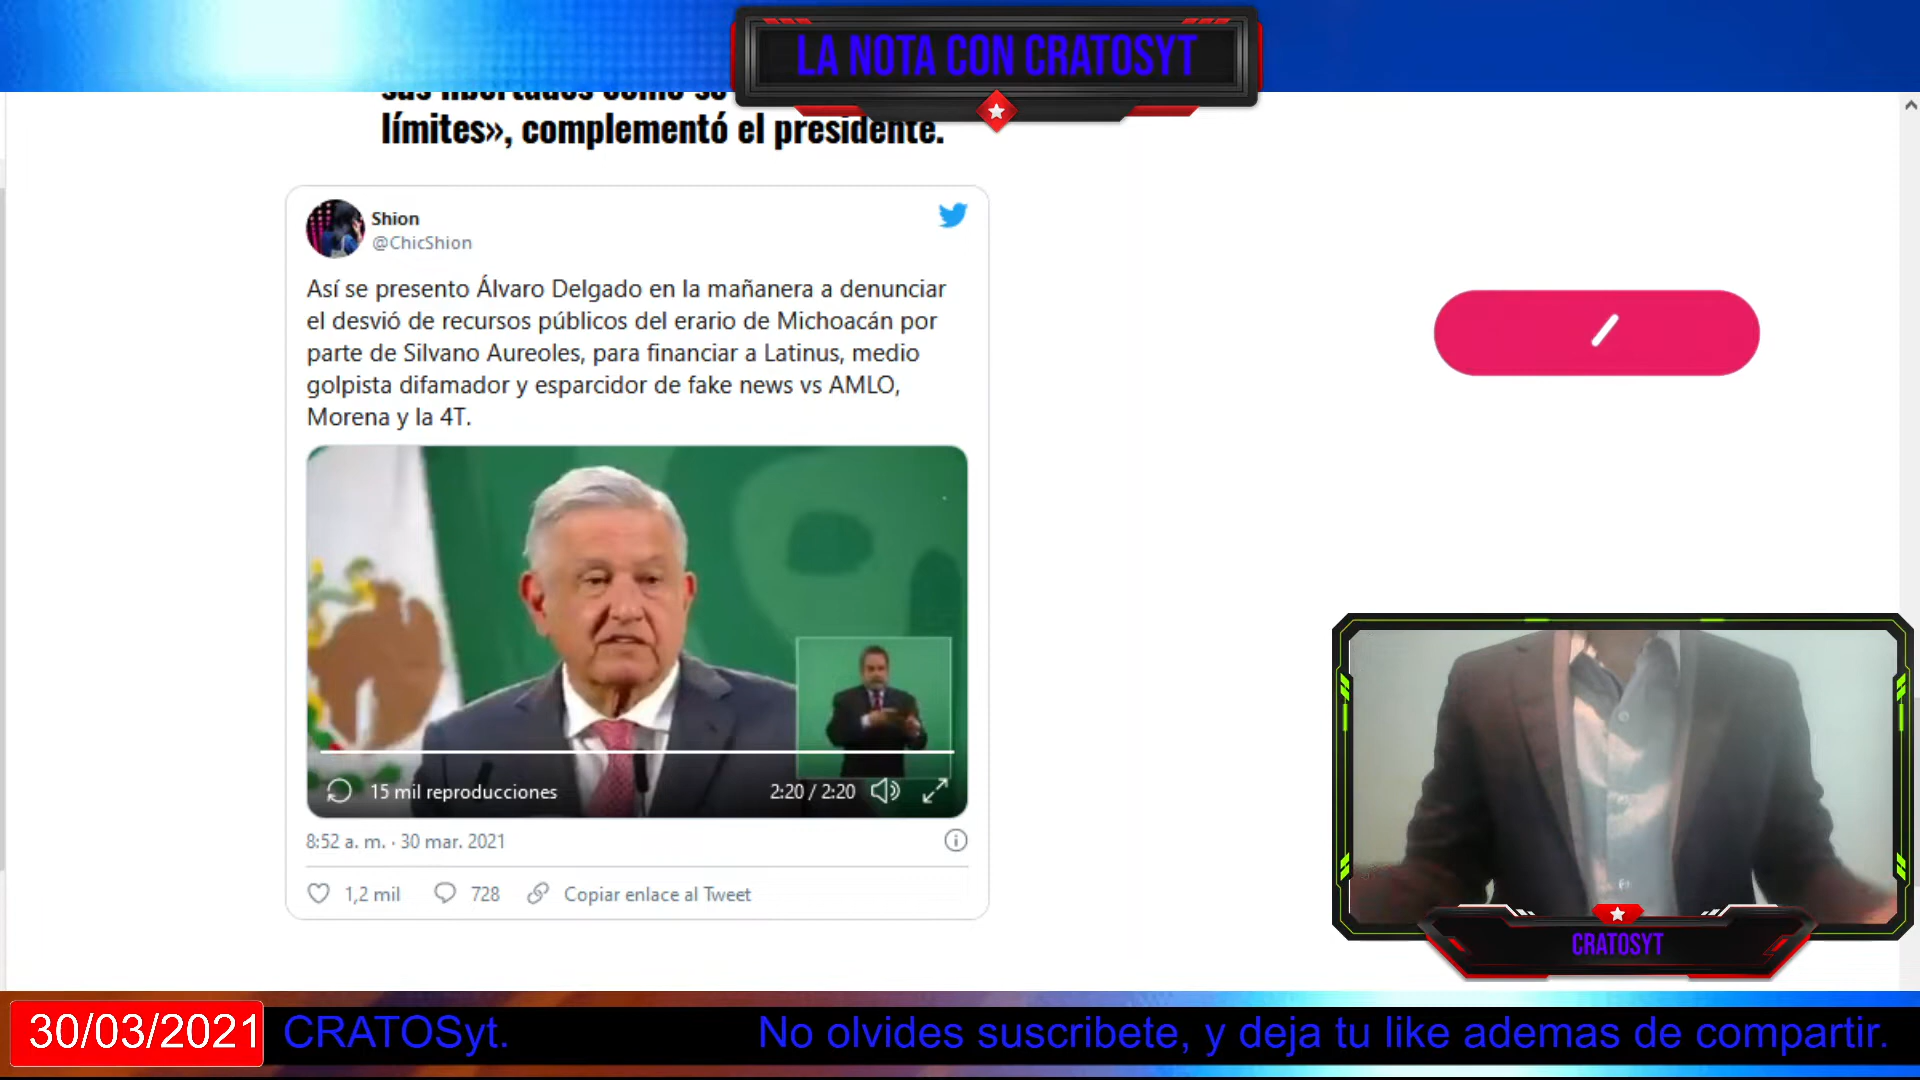 LA NOTA CON CRATOSYT
límites», complementó el presidente.
Shion
@ChicShion
Así se presento Álvaro Delgado en la mañanera a denunciar
el desvió de recursos públicos del erario de Michoacán por
parte de Silvano Aureoles, para financiar a Latinus, medio
golpista difamador y esparcidor de fake news vs AMLO,
Morena y la 4T.
15 mil reproducciones
2:20 / 2:20
8:52 a. m. · 30 mar. 2021
1,2 mil
728
Copiar enlace al Tweet
CRATOSYT
30/03/2021
CRATOSyt.
No olvides suscribete, y deja tu like ademas de compartir.